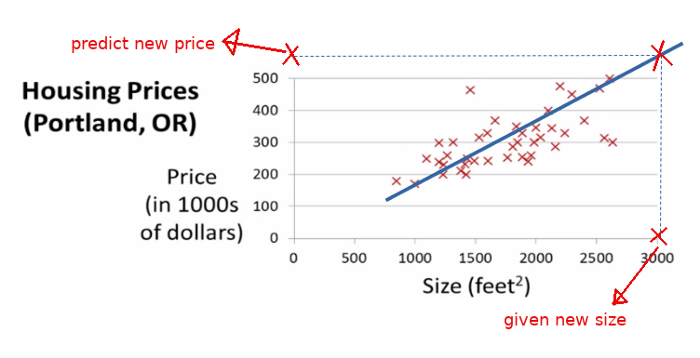 predict new price
Housing Prices
(Portland, OR)
Price
(in 1000s
of dollars)
500
400
300
200
100
0
0 500 1000 1500 2000 2500 3000
Size (feet²)
given new size